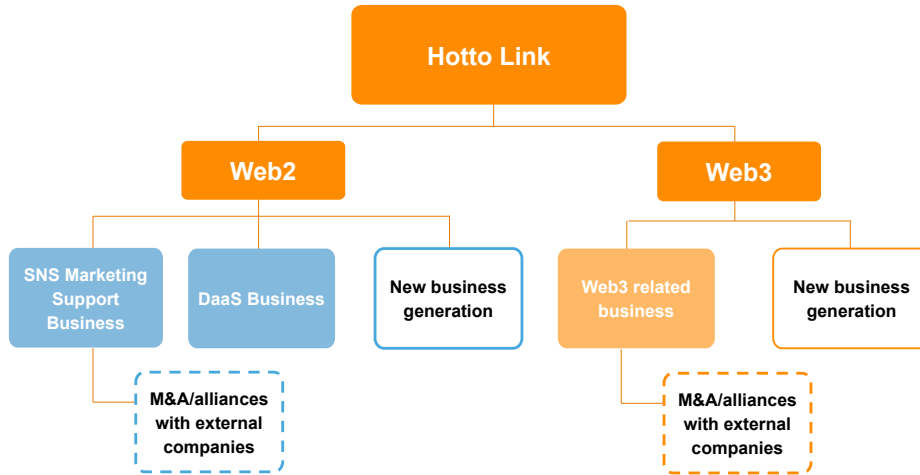 Hotto Link
Web2
Web3
SNS Marketing
Support
Business
DaaS Business
New business
generation
Web3 related
business
New business
generation
M&A/alliances
with external
companies
M&A/alliances
with external
companies